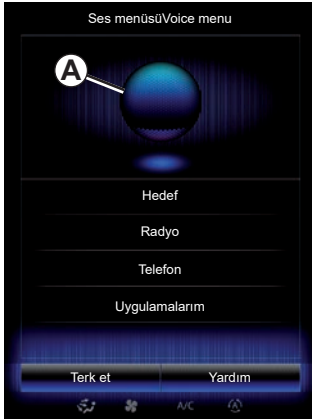 Ses menüsüVoice menu
A
Hedef
Radyo
Telefon
Uygulamalarım
Terk et Yardım
A/C A